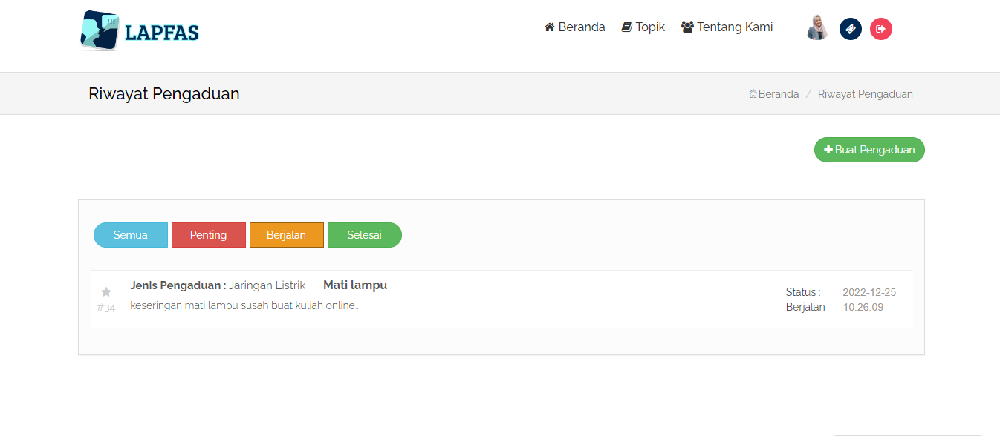 !!!
LAPFAS
Beranda Topik Tentang Kami
Riwayat Pengaduan
Beranda / Riwayat Pengaduan
Buat Pengaduan
Semua Penting Berjalan Selesai
Jenis Pengaduan : Jaringan Listrik Mati lampu
#34
keseringan mati lampu susah buat kuliah online..
Status :
Berjalan
2022-12-25
10:26:09